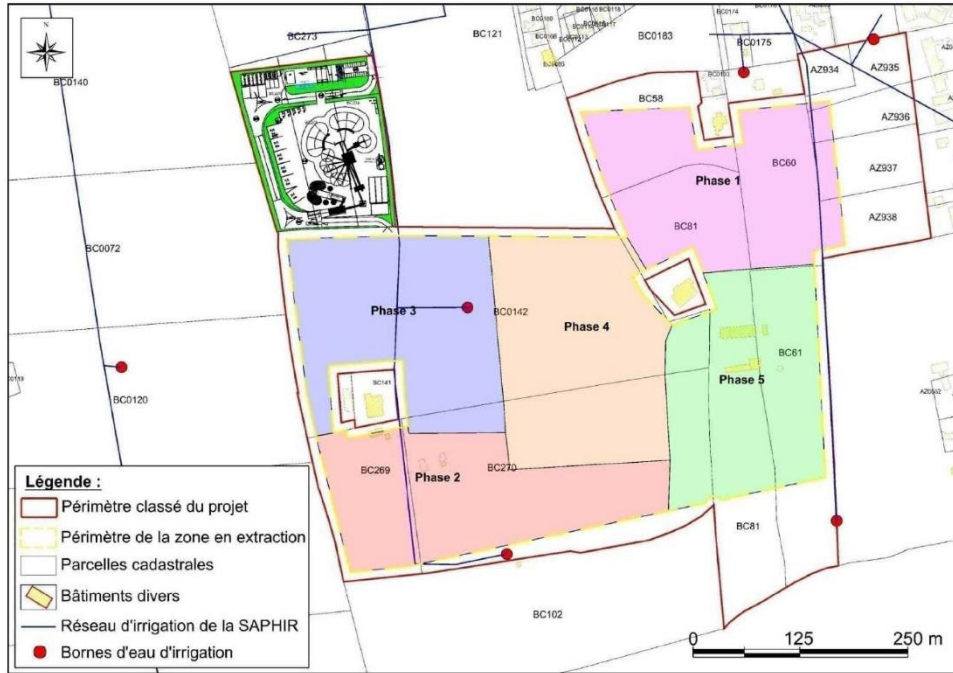 N
BC273
BC121
BC0183
BC01/4
BC0175
AZ934
AZ935
BC0140
BC58
AZ936
BC60
Phase 1
AZ937
BC81
AZ938
BC0072
Phase 3
BC0142
Phase 4
BC61
BC141
Phase 5
BC0120
BC269
BC270
Phase 2
BC81
BC102
Légende :
Périmètre classé du projet
Périmètre de la zone en extraction
Parcelles cadastrales
Bâtiments divers
Réseau d'irrigation de la SAPHIR
Bornes d'eau d'irrigation
0 125 250 m